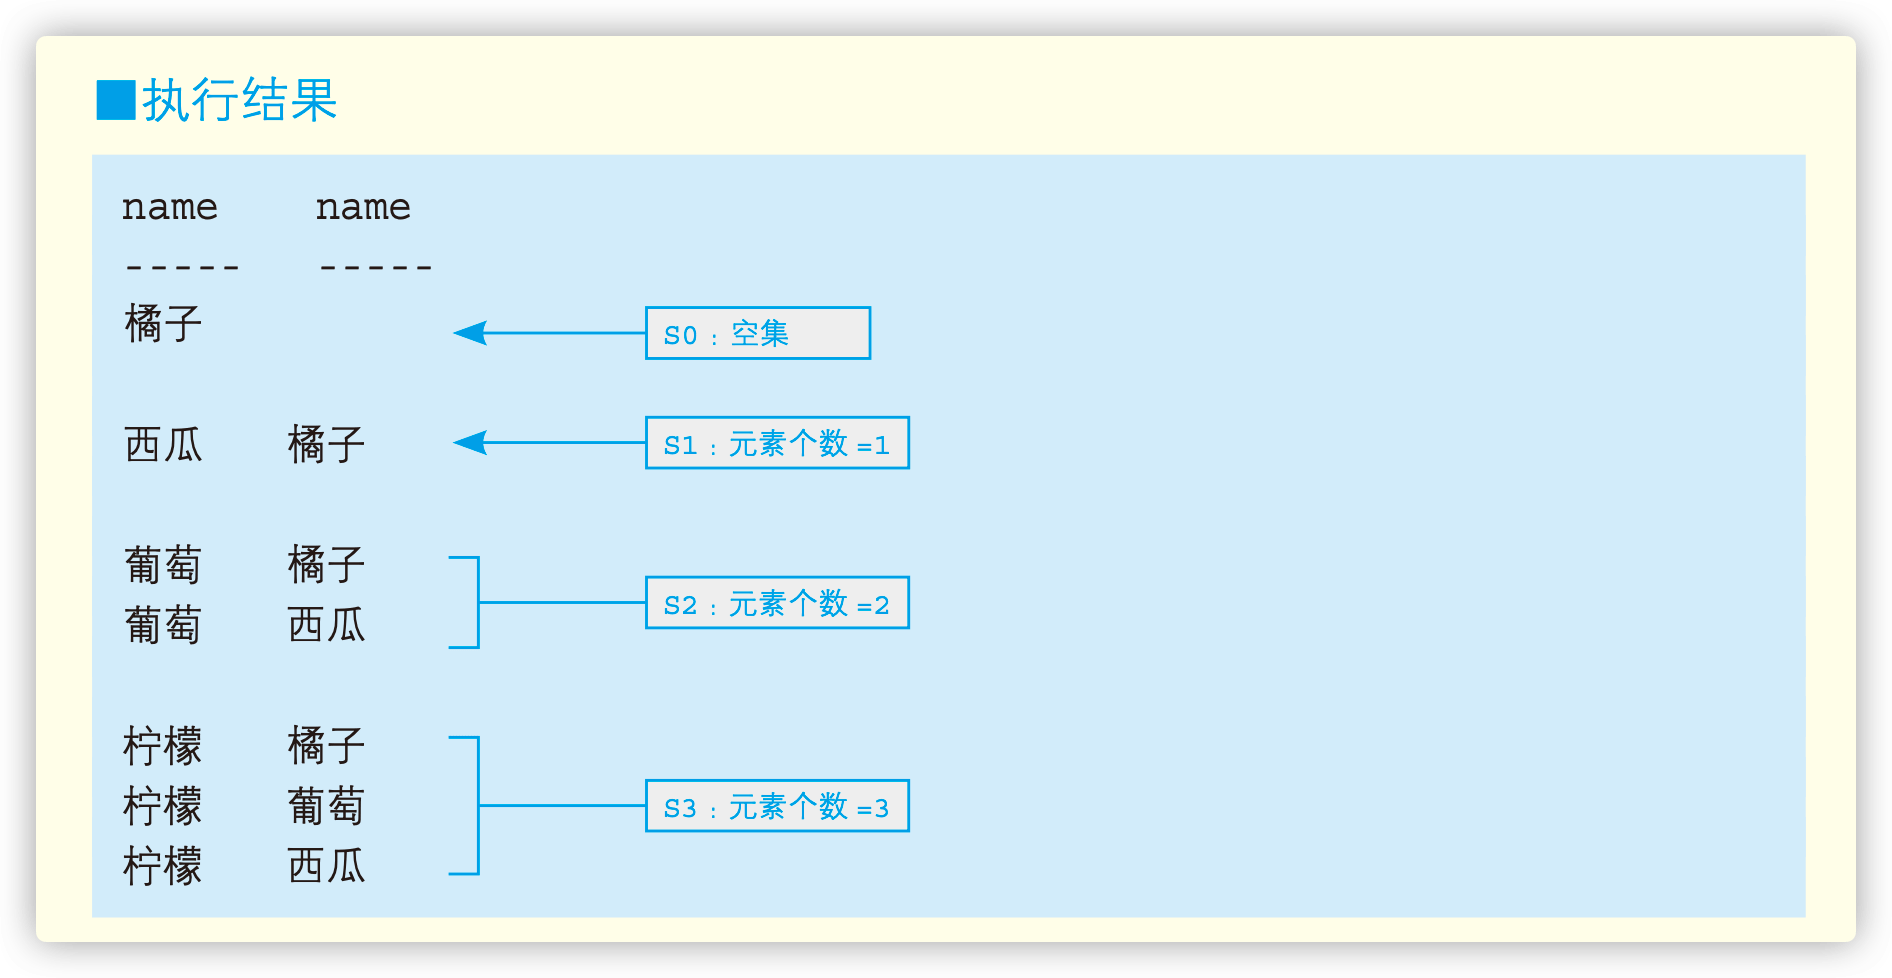 ■执行结果
name name
----- -----
橘子 S0：空集
西瓜 橘子 S1：元素个数=1
葡萄 橘子
葡萄 西瓜
S2：元素个数=2
柠檬 橘子
柠檬 葡萄
柠檬 西瓜
S3：元素个数=3